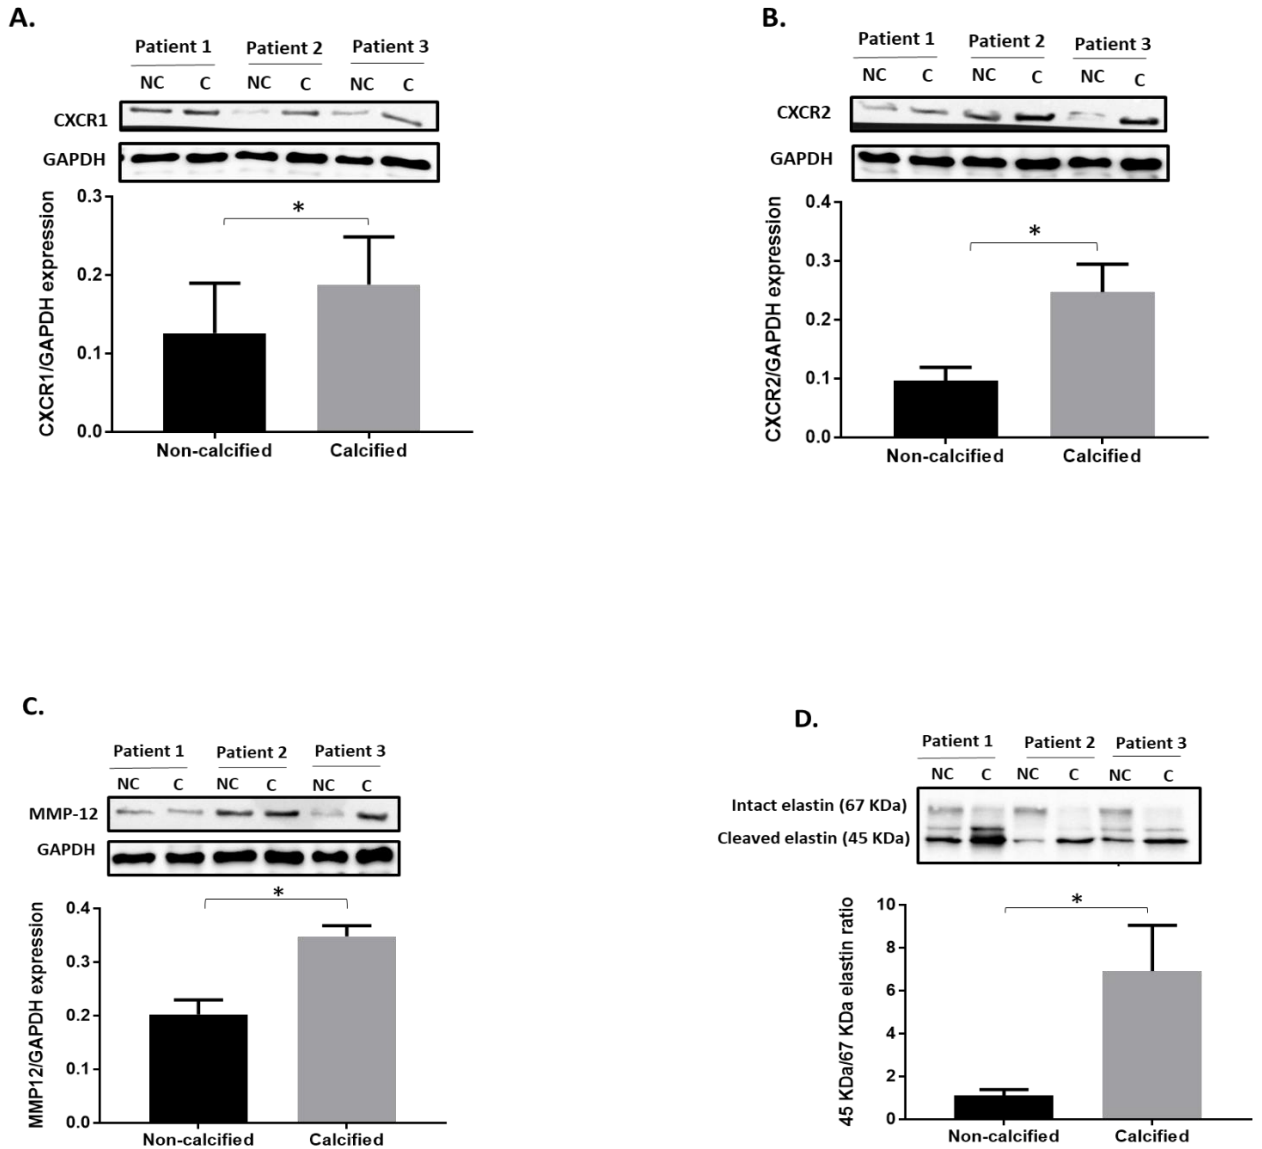 A.
Patient 1 Patient 2 Patient 3
NC C NC C NC C
CXCR1
GAPDH
CXCR1/GAPDH expression
0.3
0.2
0.1
0.0
*
Non-calcified Calcified
B.
Patient 1 Patient 2 Patient 3
NC C NC C NC C
CXCR2
GAPDH
CXCR2/GAPDH expression
0.4
0.3
0.2
0.1
0.0
*
Non-calcified Calcified
C.
Patient 1 Patient 2 Patient 3
NC C NC C NC C
MMP-12
GAPDH
MMP12/GAPDH expression
0.4
0.3
0.2
0.1
0.0
*
Non-calcified Calcified
D.
Patient 1 Patient 2 Patient 3
NC C NC C NC C
Intact elastin (67 KDa)
Cleaved elastin (45 KDa)
45 KDa/67 KDa elastin ratio
10
8
6
4
2
0
*
Non-calcified Calcified